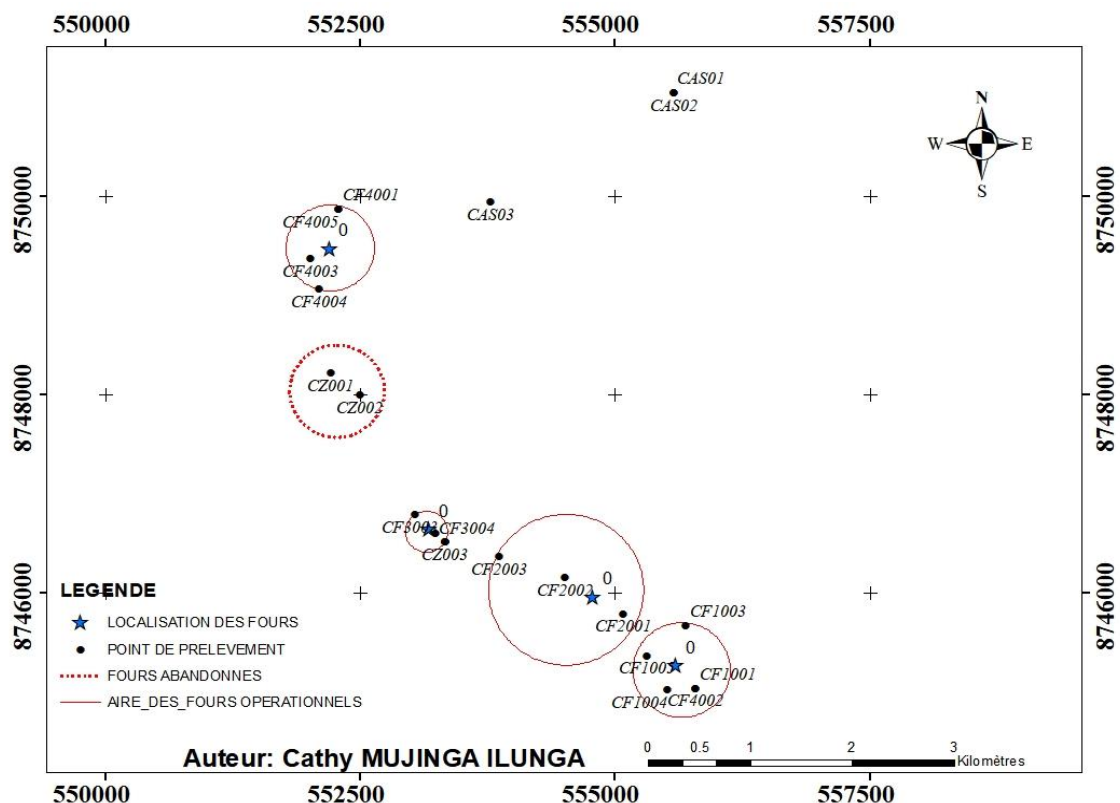 550000 552500 555000 557500
CAS01
CAS02
N
W E
S
8750000 8750000
CF4001
CAS03
CF4005
0
CF4003
CF4004
8748000 8748000
CZ001
CZ002
0
CF3004
CZ003
CF2003
CF2002
0
CF2001
CF1003
8746000 8746000
0
CF1005
CF1001
CF1004
CF4002
LEGENDE
LOCALISATION DES FOURS
POINT DE PRELEVEMENT
FOURS ABANDONNES
AIRE_DES_FOURS OPERATIONNELS
Auteur: Cathy MUJINGA ILUNGA
0 0.5 1 2 3
Kilomètres
550000 552500 555000 557500